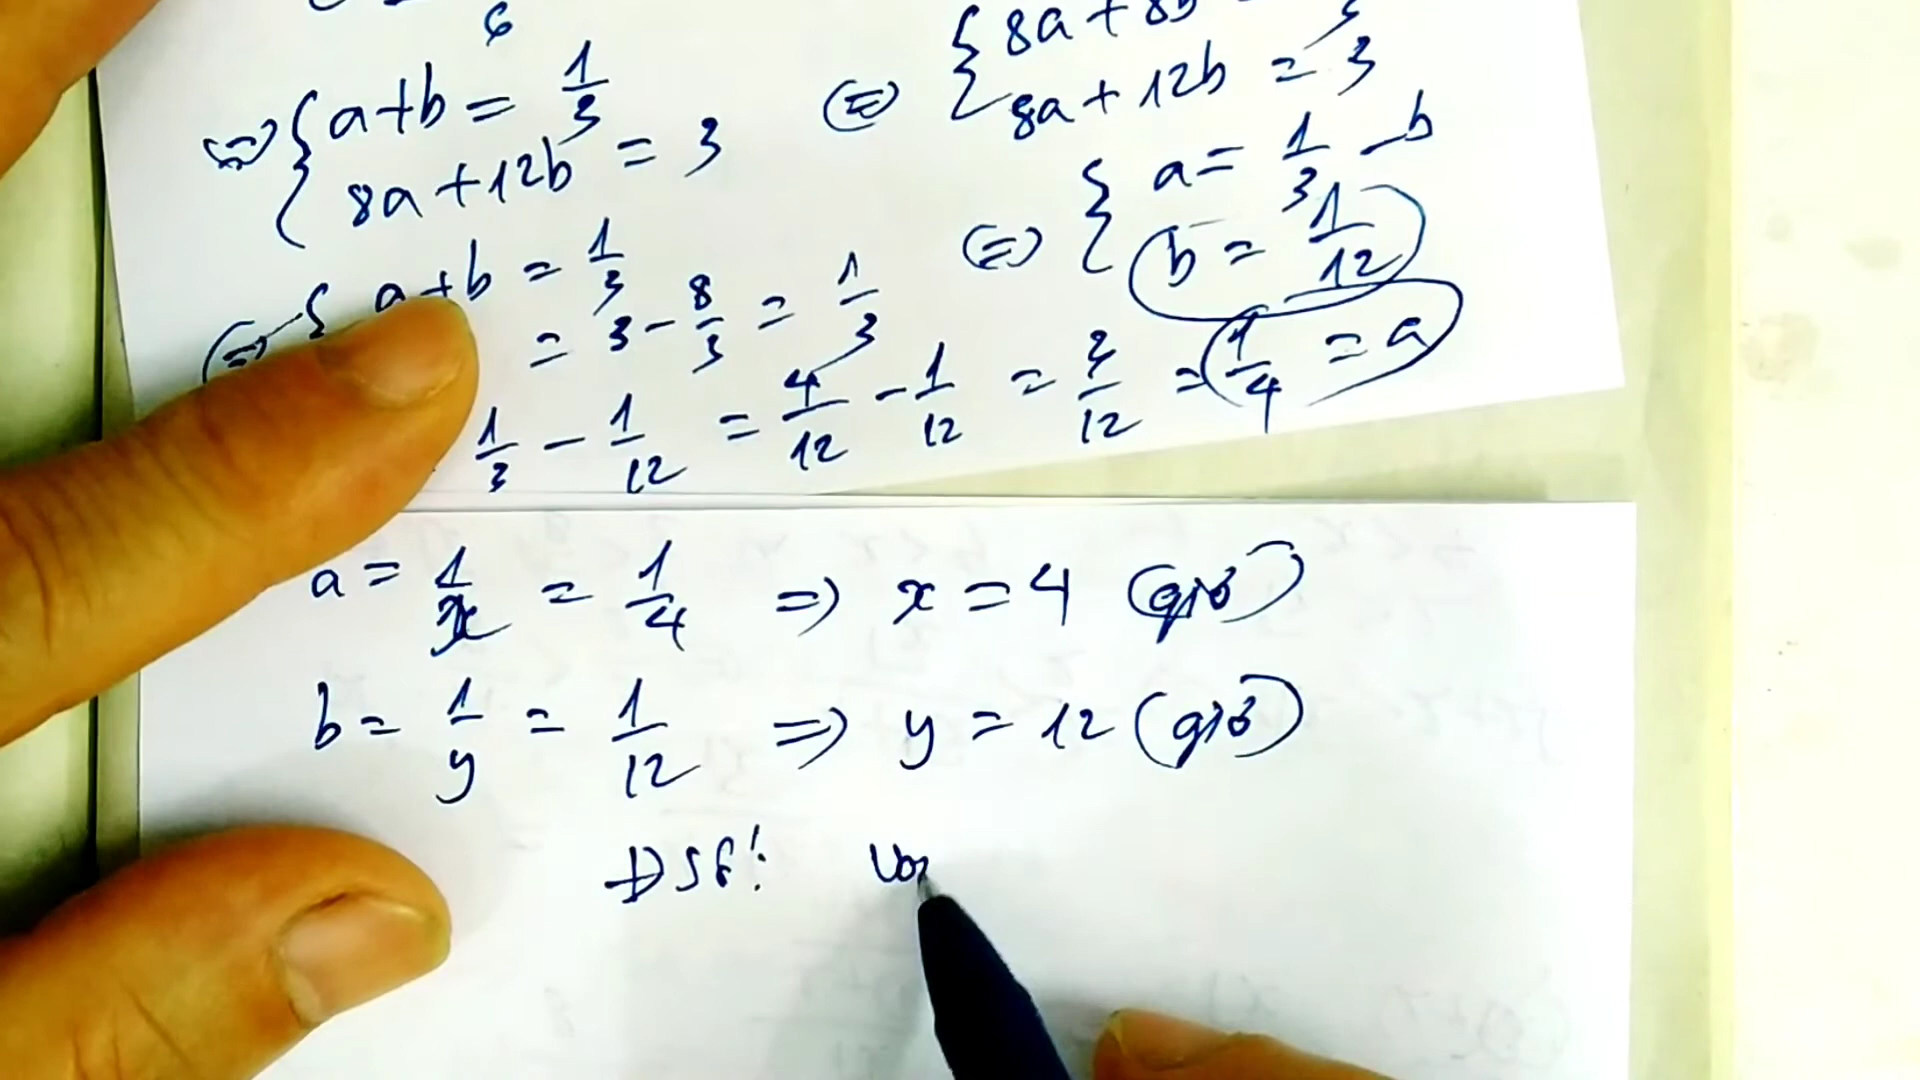 6
⇔ { a+b = 1/3
8a+12b = 3
⇔ { a+b = 1/3
= 3 - 8/3 = 1/3
1/3 - 1/12 = 4/12 - 1/12 = 3/12 = 1/4 = a
⇔ { 8a + 8b
8a + 12b = 3
⇔ { a = 1/3 - b
b = 1/12
a = 1/x = 1/4 ⇒ x = 4 (giờ)
b = 1/y = 1/12 ⇒ y = 12 (giờ)